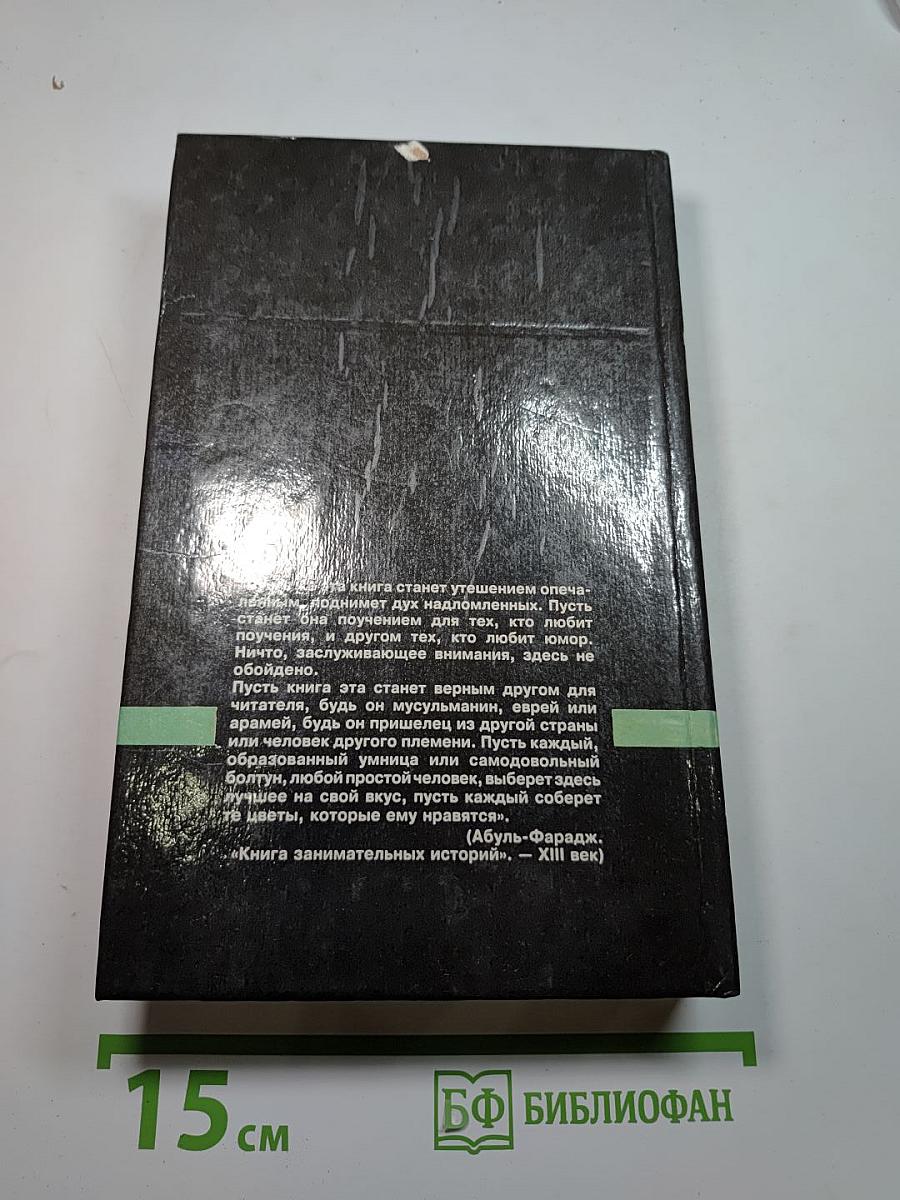 эта книга станет утешением опеча-
льным, поднимет дух надломленных. Пусть
станет она поучением для тех, кто любит
поучения, и другом тех, кто любит юмор.
Ничто, заслуживающее внимания, здесь не
обойдено.
Пусть книга эта станет верным другом для
читателя, будь он мусульманин, еврей или
арамей, будь он пришелец из другой страны
или человек другого племени. Пусть каждый,
образованный умница или самодовольный
болтун, любой простой человек, выберет здесь
лучшее на свой вкус, пусть каждый соберет
те цветы, которые ему нравятся».
(Абуль-Фарадж.
«Книга занимательных историй». — XIII век)
15 см
БФ БИБЛИОФАН